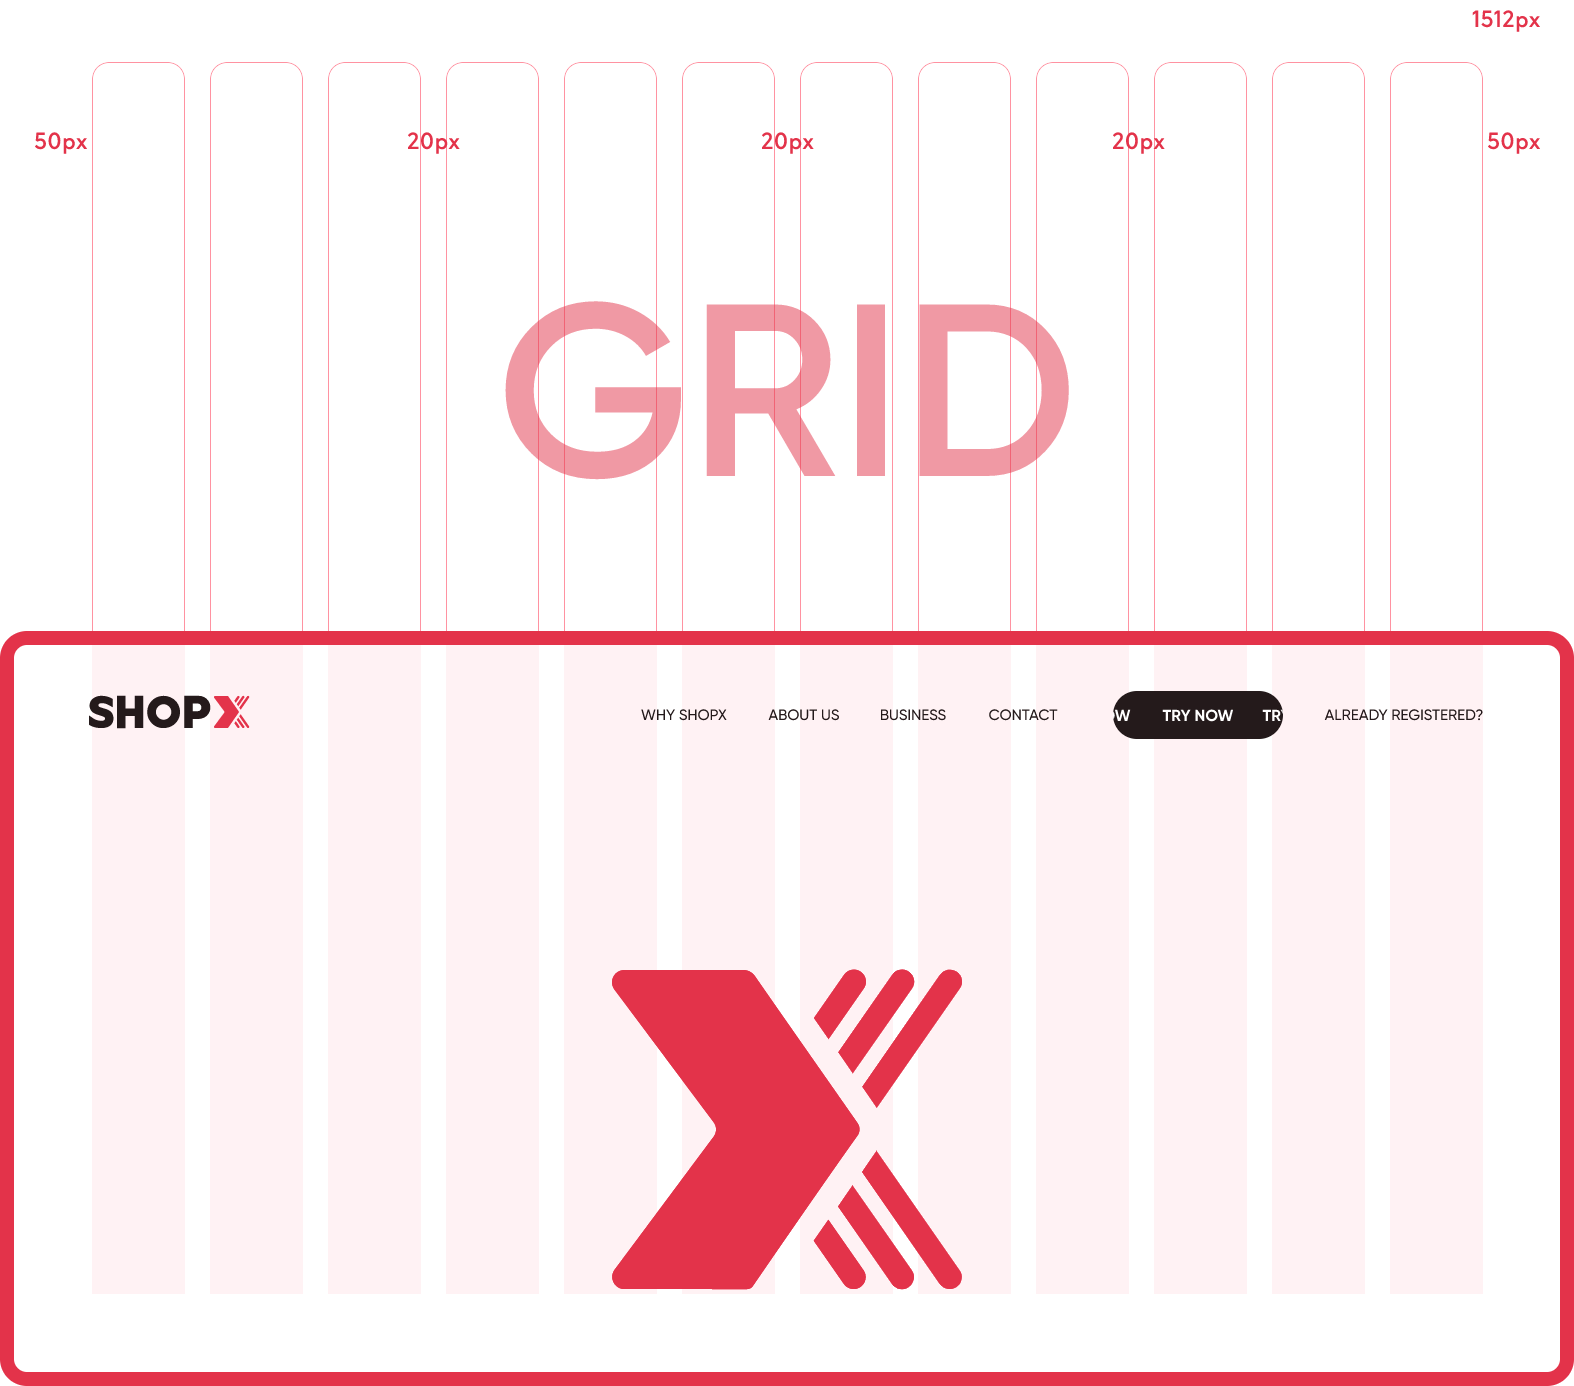 1512px
50px 20px 20px 20px 50px
GRID
SHOPX WHY SHOPX ABOUT US BUSINESS CONTACT OW TRY NOW TR ALREADY REGISTERED?